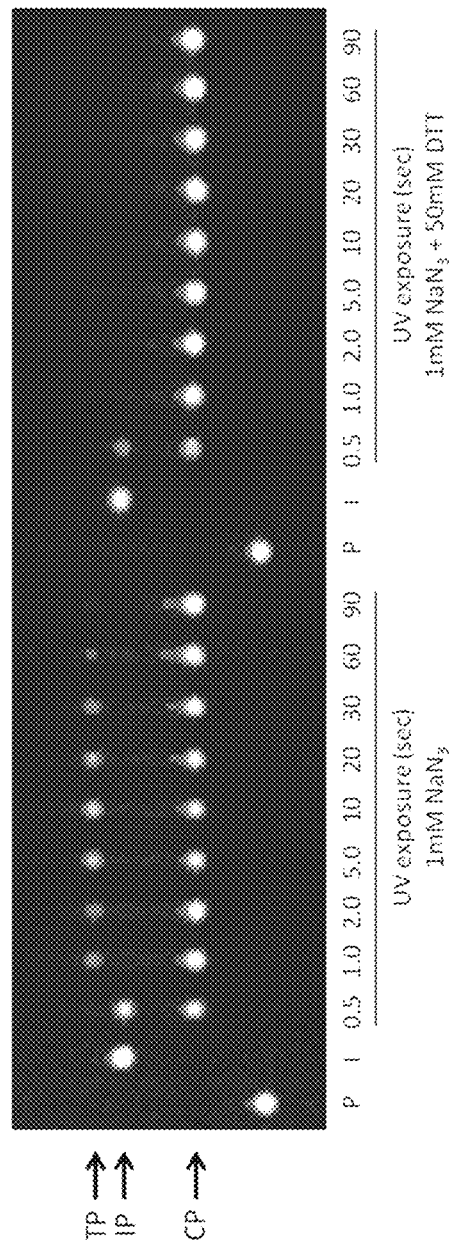 TP
IP
CP
P I 0.5 1.0 2.0 5.0 10 20 30 60 90 P I 0.5 1.0 2.0 5.0 10 20 30 60 90
UV exposure (sec) UV exposure (sec)
1mM NaN₃ 1mM NaN₃ + 50mM DTT